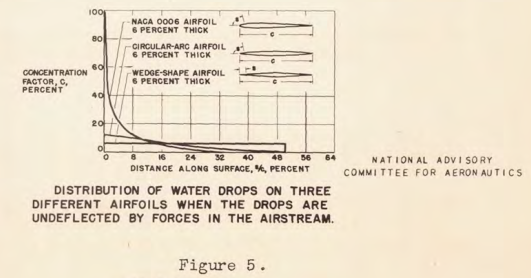 100
80
60
40
20
0
CONCENTRATION
FACTOR, C,
PERCENT
NACA 0006 AIRFOIL
6 PERCENT THICK
CIRCULAR-ARC AIRFOIL
6 PERCENT THICK
WEDGE-SHAPE AIRFOIL
6 PERCENT THICK
S
C
S
C
S
C
0 8 16 24 32 40 48 56 64
DISTANCE ALONG SURFACE, S/C, PERCENT
NATIONAL ADVISORY
COMMITTEE FOR AERONAUTICS
DISTRIBUTION OF WATER DROPS ON THREE
DIFFERENT AIRFOILS WHEN THE DROPS ARE
UNDEFLECTED BY FORCES IN THE AIRSTREAM.
Figure 5.